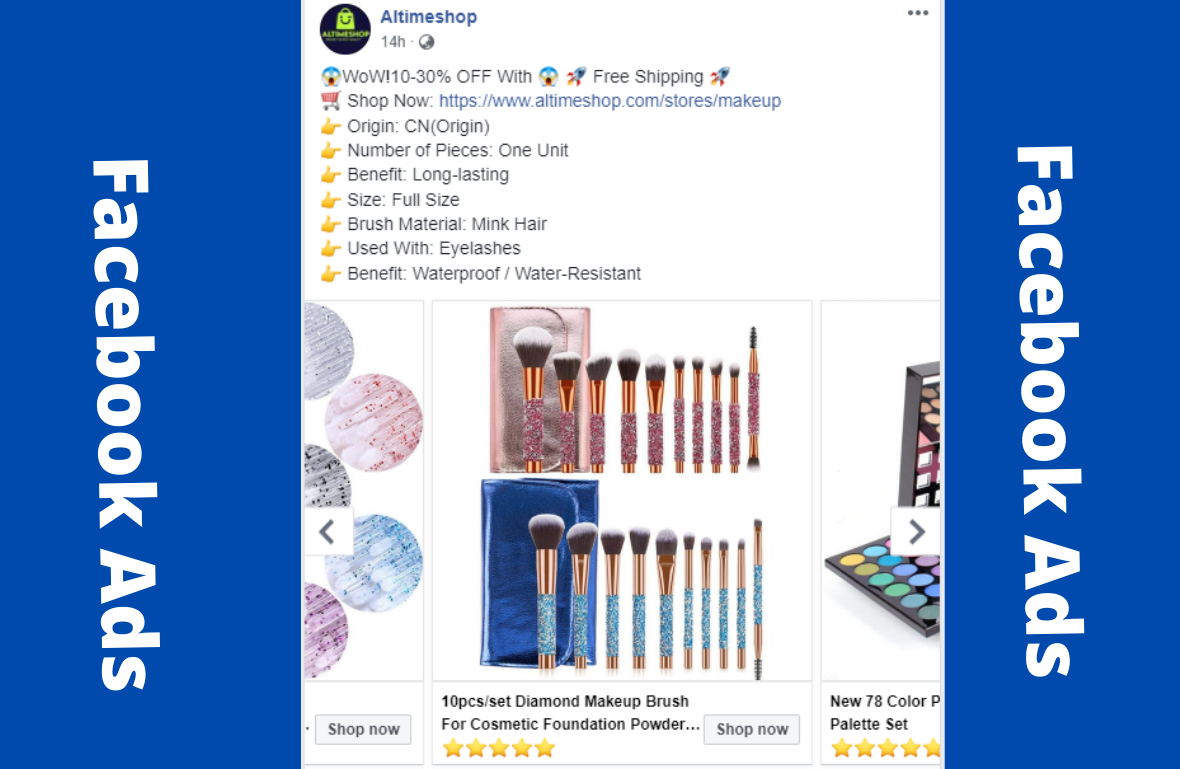 Facebook Ads
ALTIMESHOP
Altimeshop
14h ·
😱WoW!10-30% OFF With 😱 🚀 Free Shipping 🚀
🛒 Shop Now: https://www.altimeshop.com/stores/makeup
👉 Origin: CN(Origin)
👉 Number of Pieces: One Unit
👉 Benefit: Long-lasting
👉 Size: Full Size
👉 Brush Material: Mink Hair
👉 Used With: Eyelashes
👉 Benefit: Waterproof / Water-Resistant
. Shop now
10pcs/set Diamond Makeup Brush
For Cosmetic Foundation Powder...
Shop now
⭐⭐⭐⭐⭐
New 78 Color P
Palette Set
⭐⭐⭐⭐⭐
Facebook Ads